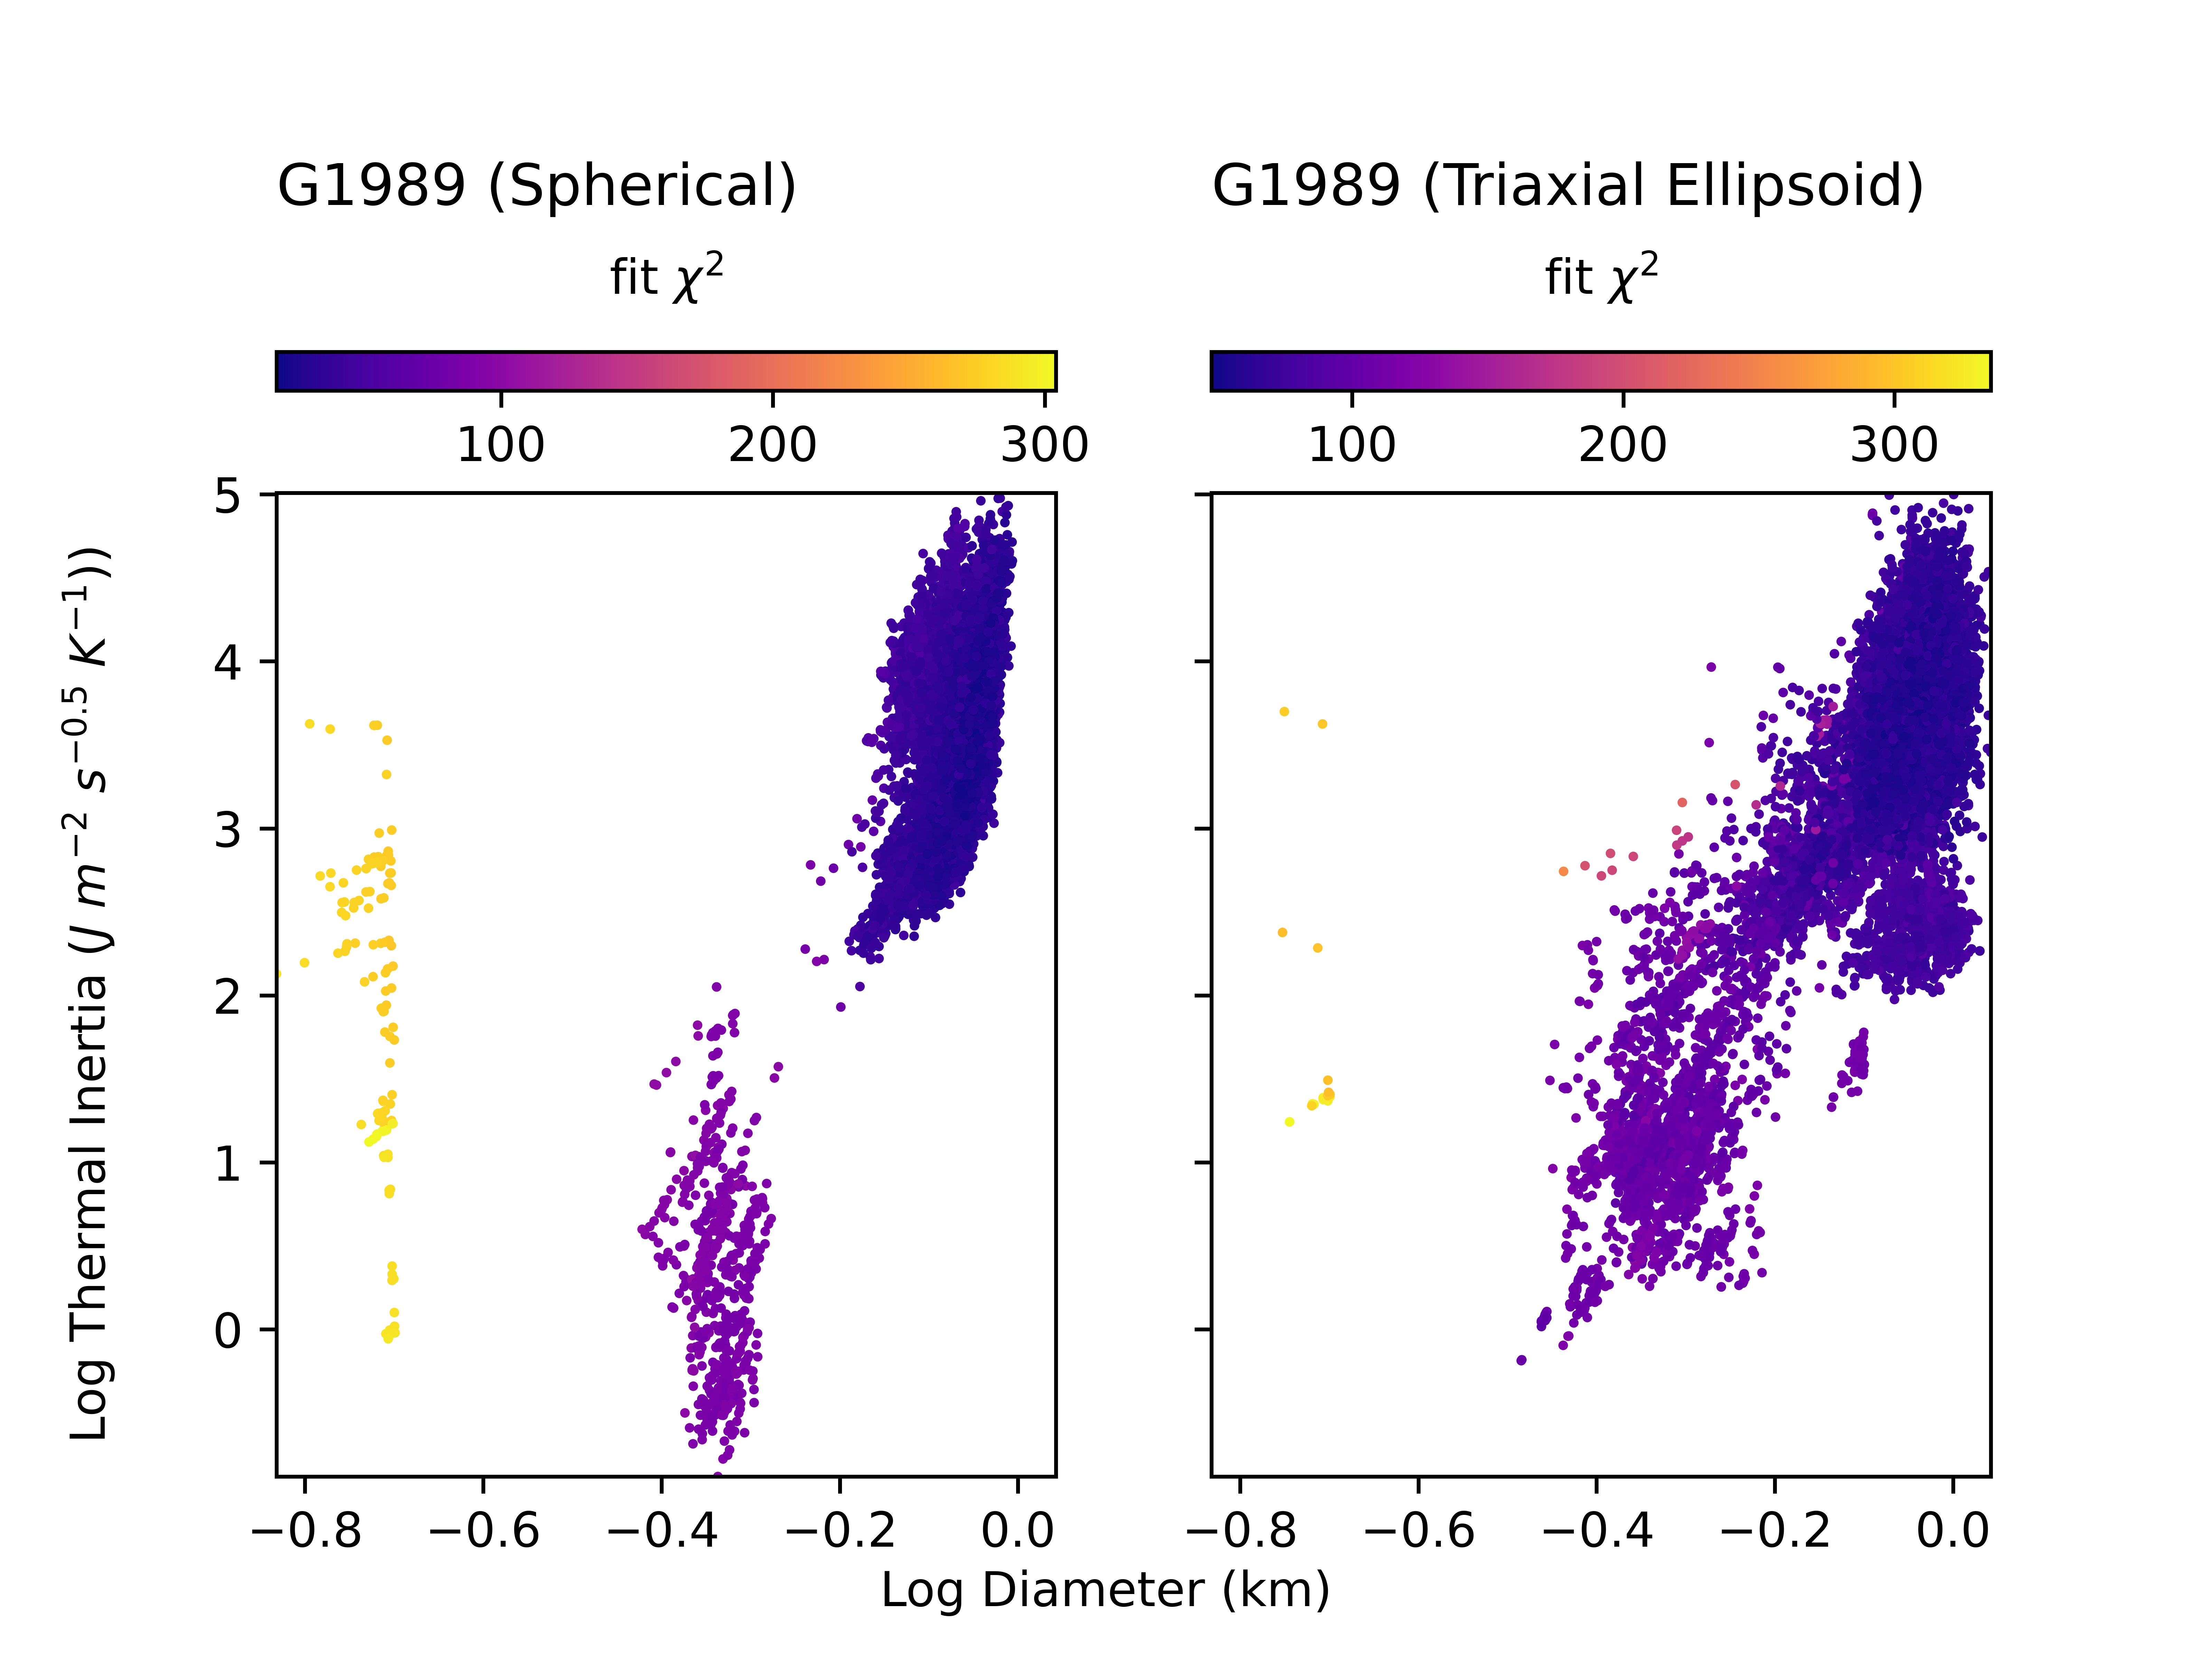 G1989 (Spherical)
G1989 (Triaxial Ellipsoid)
fit χ²
fit χ²
100 200 300
100 200 300
Log Thermal Inertia (J m⁻² s⁻⁰·⁵ K⁻¹))
5
4
3
2
1
0
−0.8 −0.6 −0.4 −0.2 0.0
−0.8 −0.6 −0.4 −0.2 0.0
Log Diameter (km)